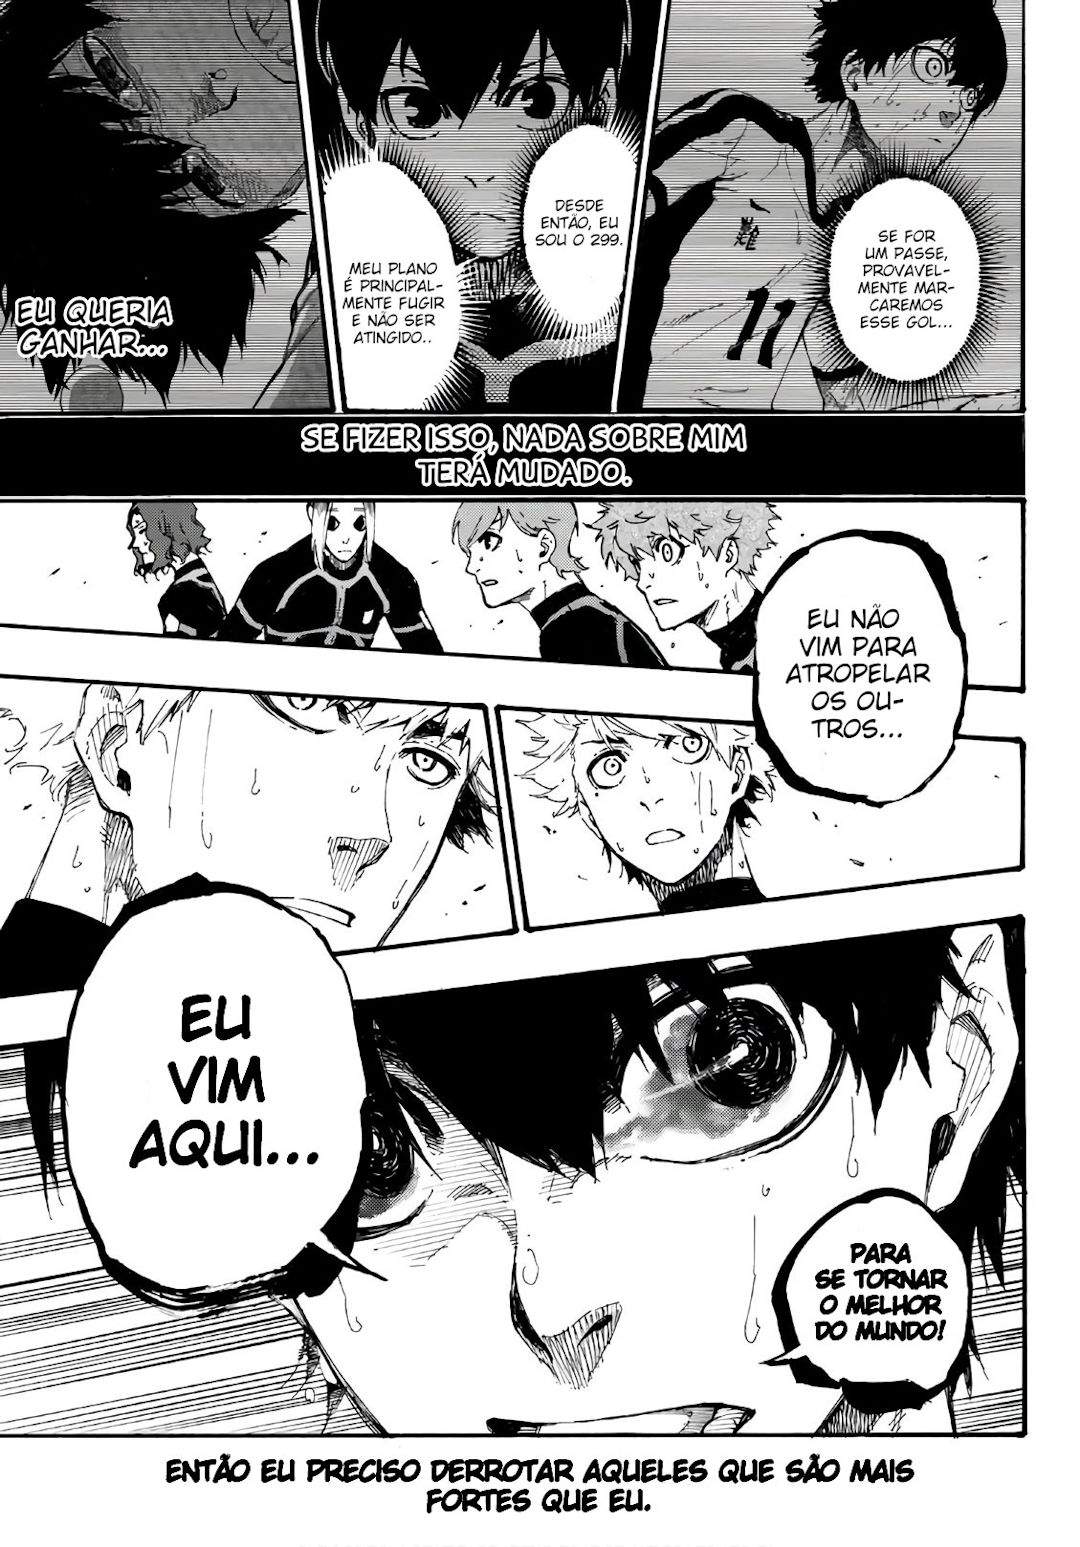 SE FOR
UM PASSE,
PROVAVEL-
MENTE MAR-
CAREMOS
ESSE GOL...
一難
11
DESDE
ENTÃO, EU
SOU O 299.
MEU PLANO
É PRINCIPAL-
MENTE FUGIR
E NÃO SER
ATINGIDO..
EU QUERIA
GANHAR...
SE FIZER ISSO, NADA SOBRE MIM
TERÁ MUDADO.
EU NÃO
VIM PARA
ATROPELAR
OS OU-
TROS...
EU
VIM
AQUI...
PARA
SE TORNAR
O MELHOR
DO MUNDO!
ENTÃO EU PRECISO DERROTAR AQUELES QUE SÃO MAIS
FORTES QUE EU.